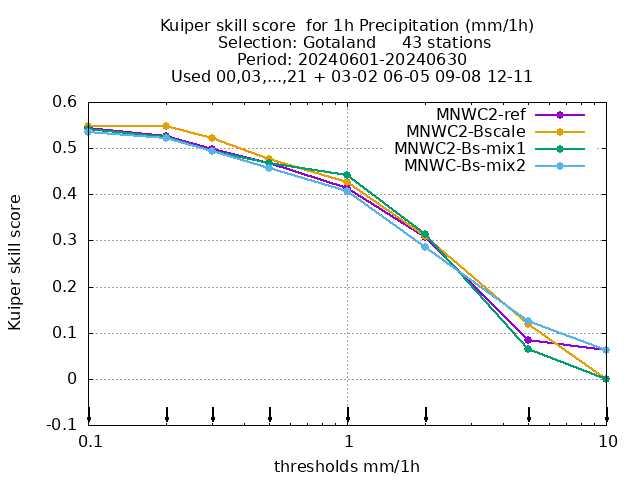 Kuiper skill score  for 1h Precipitation (mm/1h)
Selection: Gotaland     43 stations
Period: 20240601-20240630
Used 00,03,...,21 + 03-02 06-05 09-08 12-11
MNWC2-ref
MNWC2-Bscale
MNWC2-Bs-mix1
MNWC-Bs-mix2
0.6
0.5
0.4
0.3
0.2
0.1
0
-0.1
Kuiper skill score
0.1
1
10
thresholds mm/1h